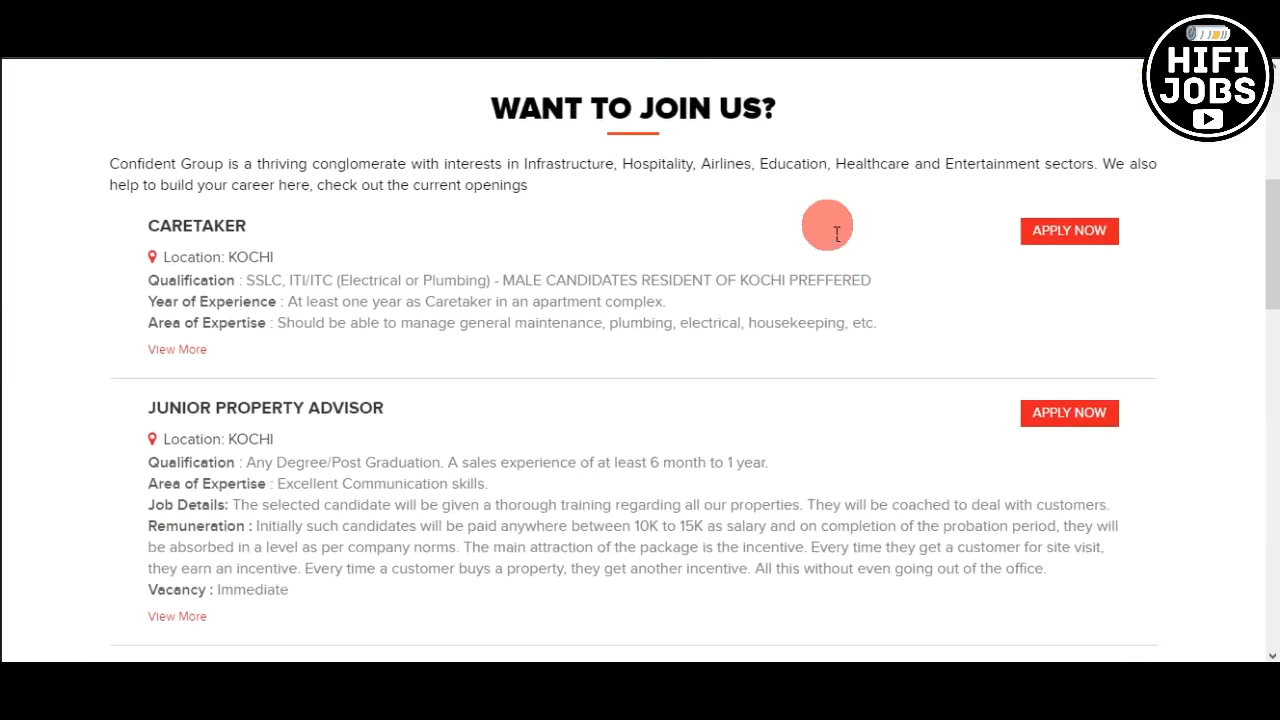 HIFI
JOBS
WANT TO JOIN US?
Confident Group is a thriving conglomerate with interests in Infrastructure, Hospitality, Airlines, Education, Healthcare and Entertainment sectors. We also
help to build your career here, check out the current openings
CARETAKER
APPLY NOW
Location: KOCHI
Qualification : SSLC, ITI/ITC (Electrical or Plumbing) - MALE CANDIDATES RESIDENT OF KOCHI PREFFERED
Year of Experience : At least one year as Caretaker in an apartment complex.
Area of Expertise : Should be able to manage general maintenance, plumbing, electrical, housekeeping, etc.
View More
JUNIOR PROPERTY ADVISOR
APPLY NOW
Location: KOCHI
Qualification : Any Degree/Post Graduation. A sales experience of at least 6 month to 1 year.
Area of Expertise : Excellent Communication skills.
Job Details: The selected candidate will be given a thorough training regarding all our properties. They will be coached to deal with customers.
Remuneration : Initially such candidates will be paid anywhere between 10K to 15K as salary and on completion of the probation period, they will
be absorbed in a level as per company norms. The main attraction of the package is the incentive. Every time they get a customer for site visit,
they earn an incentive. Every time a customer buys a property, they get another incentive. All this without even going out of the office.
Vacancy : Immediate
View More